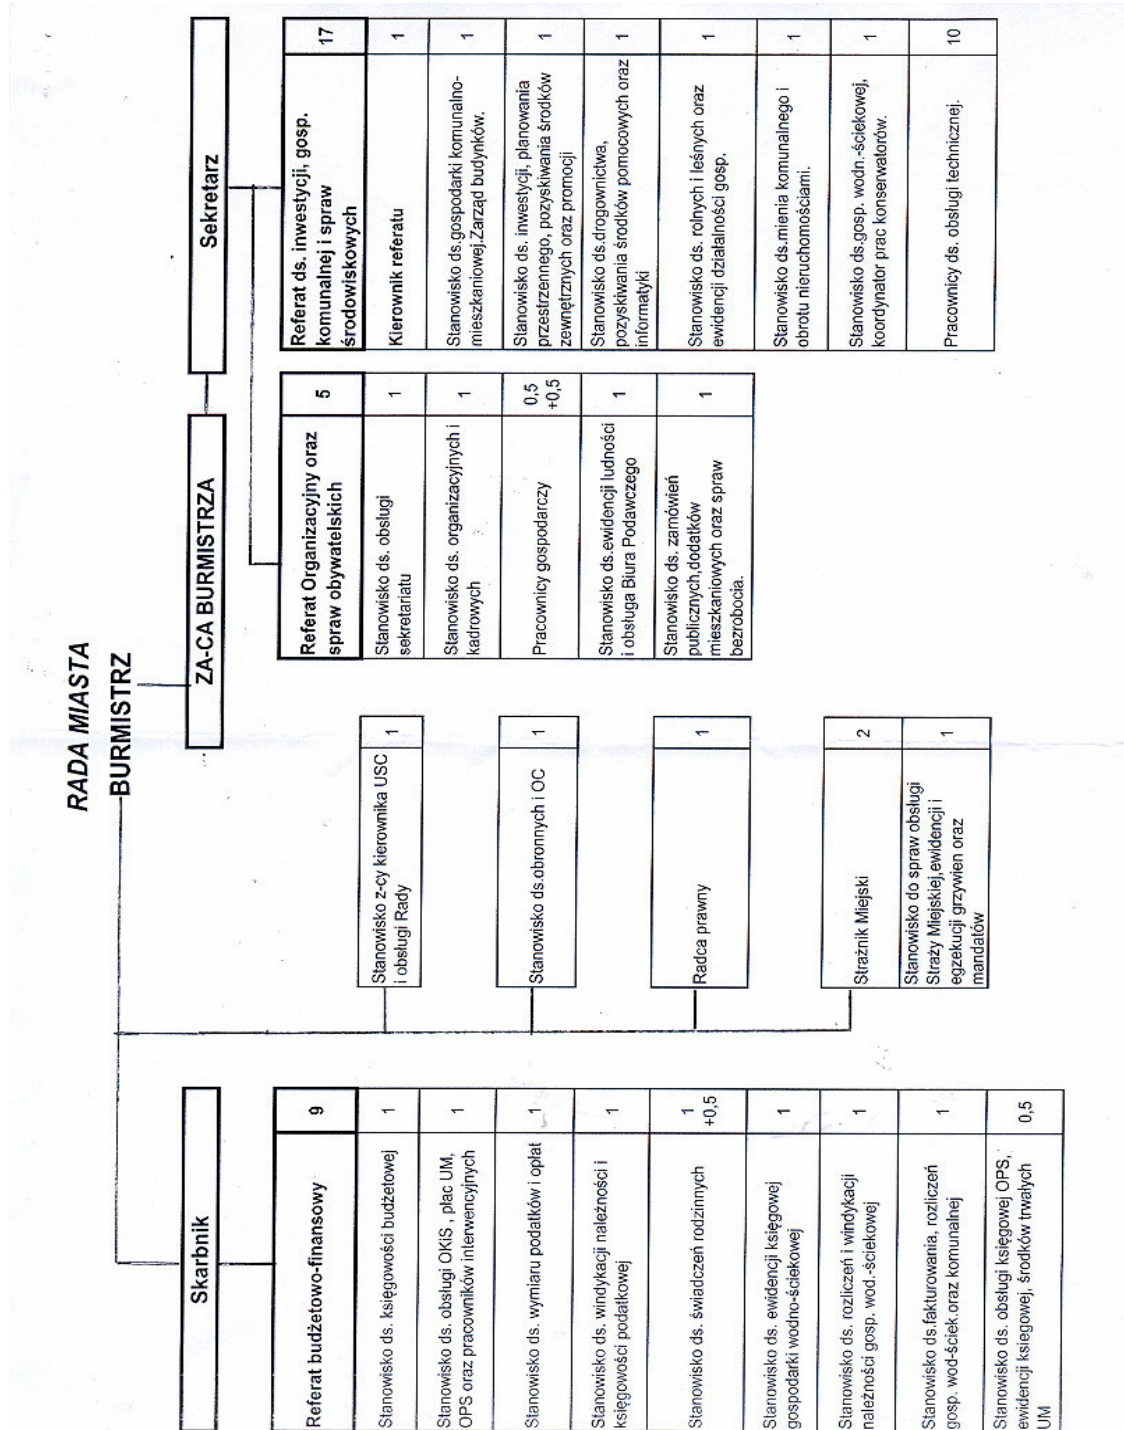 RADA MIASTA
BURMISTRZ
Skarbnik
ZA-CA BURMISTRZA
Sekretarz
Referat budżetowo-finansowy 9
Stanowisko ds. księgowości budżetowej 1
Stanowisko ds. obsługi OKiS , płac UM,
OPS oraz pracowników interwencyjnych 1
Stanowisko ds. wymiaru podatków i opłat 1
Stanowisko ds. windykacji należności i
księgowości podatkowej 1
Stanowisko ds. świadczeń rodzinnych 1
+0,5
Stanowisko ds. ewidencji księgowej
gospodarki wodno-ściekowej 1
Stanowisko ds. rozliczeń i windykacji
należności gosp. wod.-ściekowej 1
Stanowisko ds.fakturowania, rozliczeń
gosp. wod-ściek.oraz komunalnej 1
Stanowisko ds. obsługi księgowej OPS,
ewidencji ksiegowej, środków trwałych
UM 0,5
Stanowisko z-cy kierownika USC
i obsługi Rady 1
Stanowisko ds.obronnych i OC 1
Radca prawny 1
Strażnik Miejski 2
Stanowisko do spraw obsługi
Straży Miejskiej,ewidencji i
egzekucji grzywien oraz
mandatów 1
Referat Organizacyjny oraz
spraw obywatelskich 5
Stanowisko ds. obsługi
sekretariatu 1
Stanowisko ds. organizacyjnych i
kadrowych 1
Pracownicy gospodarczy 0,5
+0,5
Stanowisko ds.ewidencji ludności
i obsługa Biura Podawczego 1
Stanowisko ds. zamówień
publicznych,dodatków
mieszkaniowych oraz spraw
bezrobocia. 1
Referat ds. inwestycji, gosp.
komunalnej i spraw
środowiskowych 17
Kierownik referatu 1
Stanowisko ds.gospodarki komunalno-
mieszkaniowej.Zarząd budynków. 1
Stanowisko ds. inwestycji, planowania
przestrzennego, pozyskiwania środków
zewnętrznych oraz promocji 1
Stanowisko ds.drogownictwa,
pozyskiwania środków pomocowych oraz
informatyki 1
Stanowisko ds. rolnych i leśnych oraz
ewidencji działalności gosp. 1
Stanowisko ds.mienia komunalnego i
obrotu nieruchomościami. 1
Stanowisko ds.gosp. wodn.-ściekowej,
koordynator prac konserwatorów. 1
Pracownicy ds. obsługi technicznej. 10